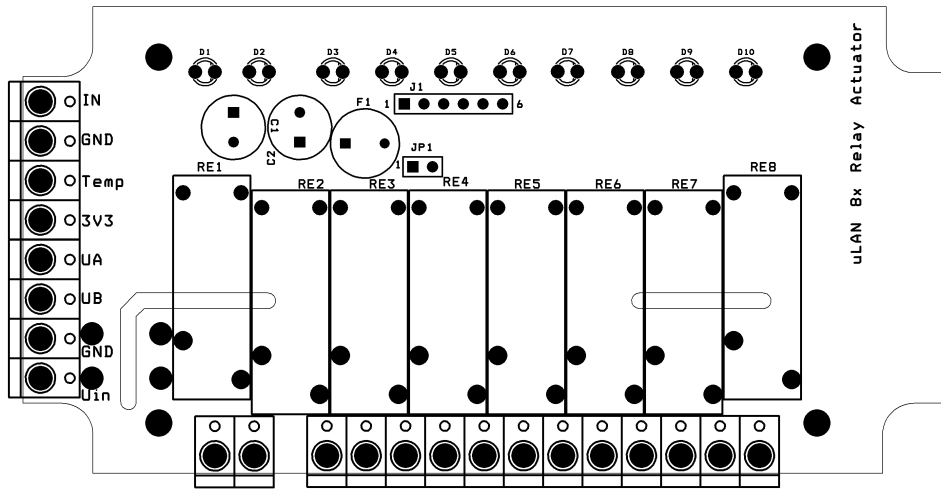 D1 D2 D3 D4 D5 D6 D7 D8 D9 D10
J1
1 6
F1
C1
C2
JP1
1
IN
GND
Temp
3V3
UA
UB
GND
Uin
RE1 RE2 RE3 RE4 RE5 RE6 RE7 RE8
uLAN 8x Relay Actuator